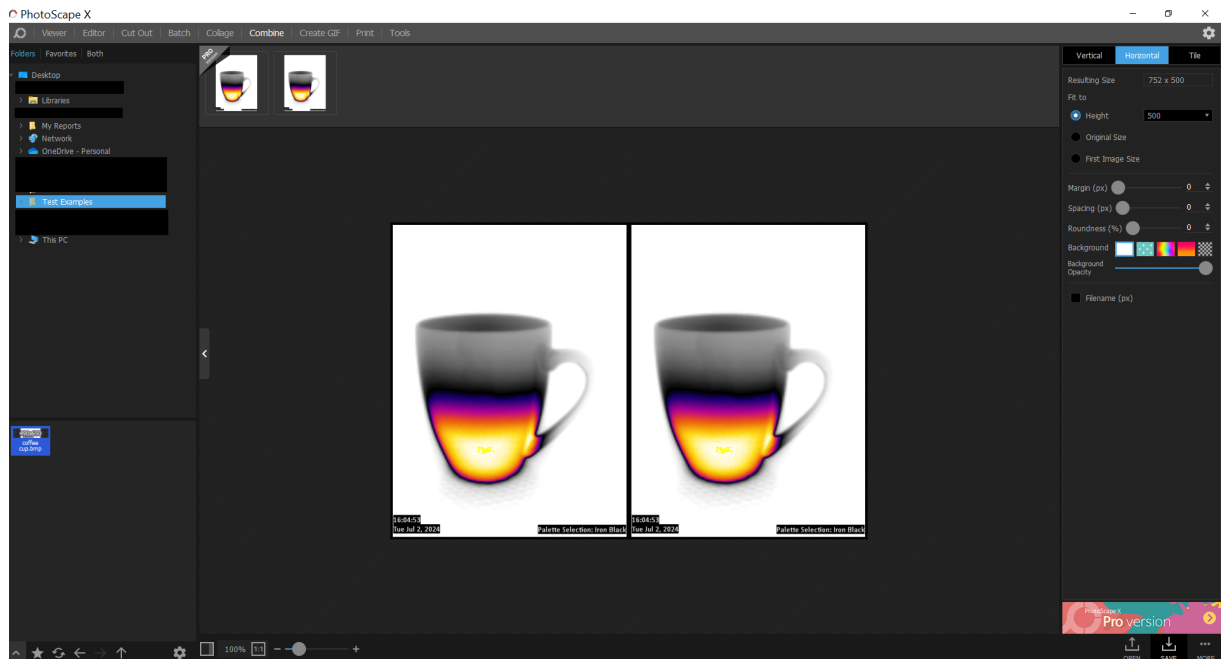 PhotoScape X
Viewer Editor Cut Out Batch Collage Combine Create GIF Print Tools
Folders Favorites Both
Desktop
Libraries
My Reports
Network
OneDrive - Personal
Test Examples
This PC
coffee
cup.bmp
PRO
16:04:53
Tue Jul 2, 2024
Palette Selection: Iron Black
16:04:53
Tue Jul 2, 2024
Palette Selection: Iron Black
100% 1:1
Vertical Horizontal Tile
Resulting Size 752 x 500
Fit to
Height 500
Original Size
First Image Size
Margin (px) 0
Spacing (px) 0
Roundness (%) 0
Background
Background
Opacity
Filename (px)
PhotoScape X
Pro version
OPEN SAVE MORE